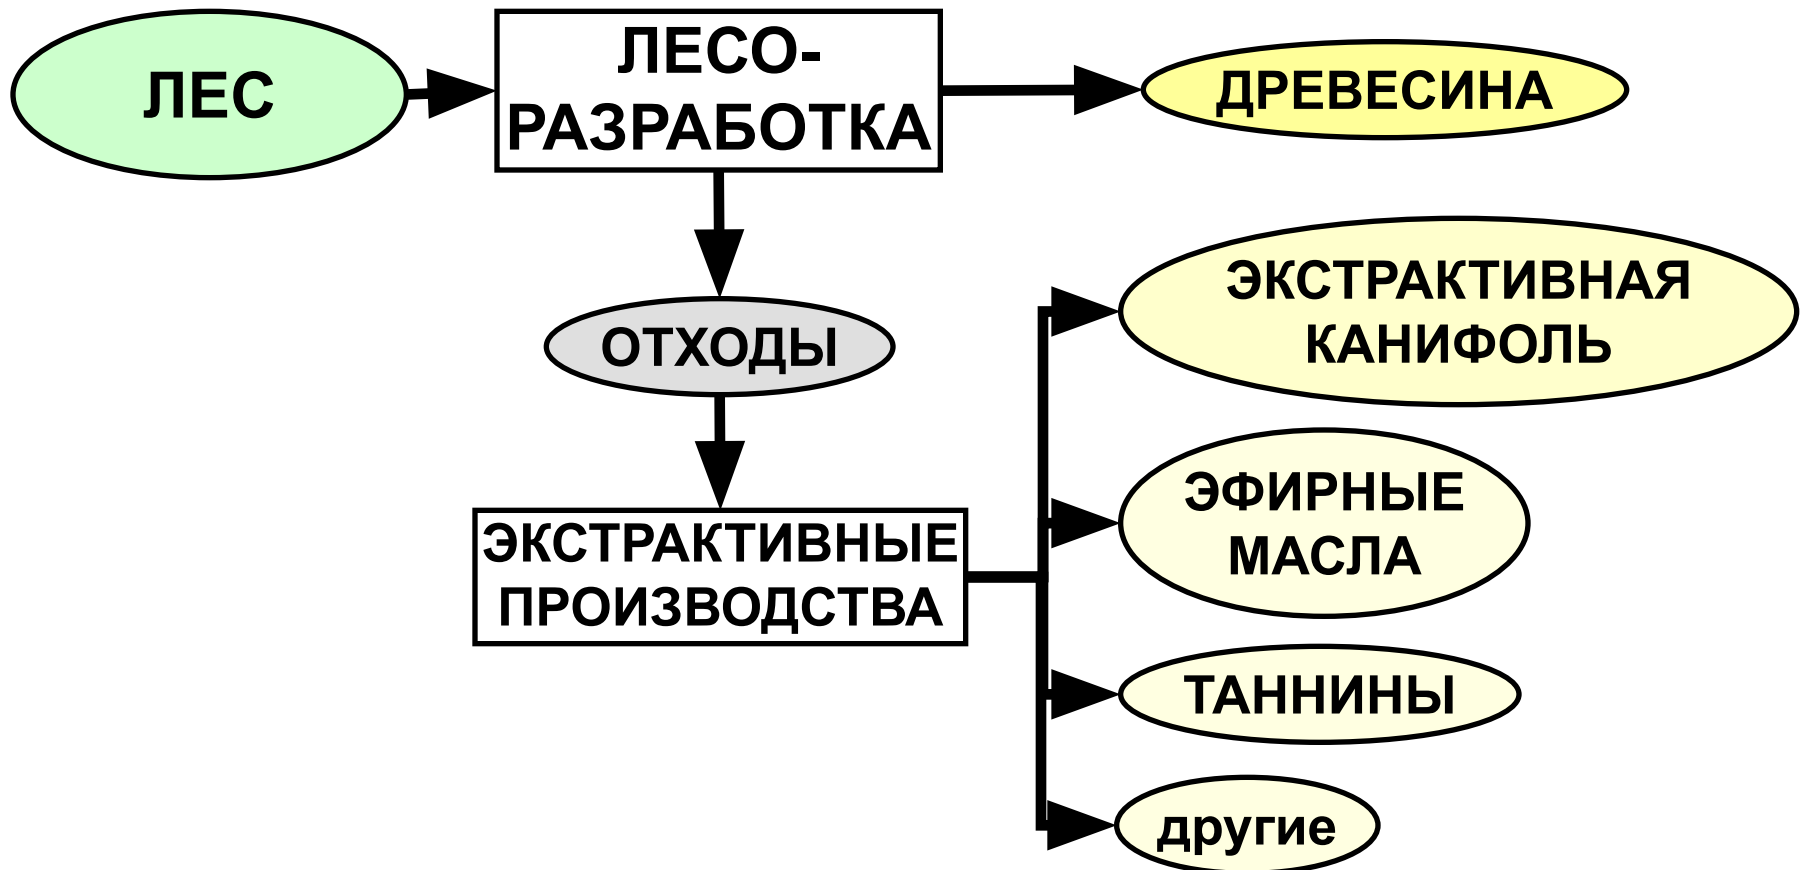 ЛЕС
ЛЕСО-
РАЗРАБОТКА
ДРЕВЕСИНА
ОТХОДЫ
ЭКСТРАКТИВНЫЕ
ПРОИЗВОДСТВА
ЭКСТРАКТИВНАЯ
КАНИФОЛЬ
ЭФИРНЫЕ
МАСЛА
ТАННИНЫ
другие